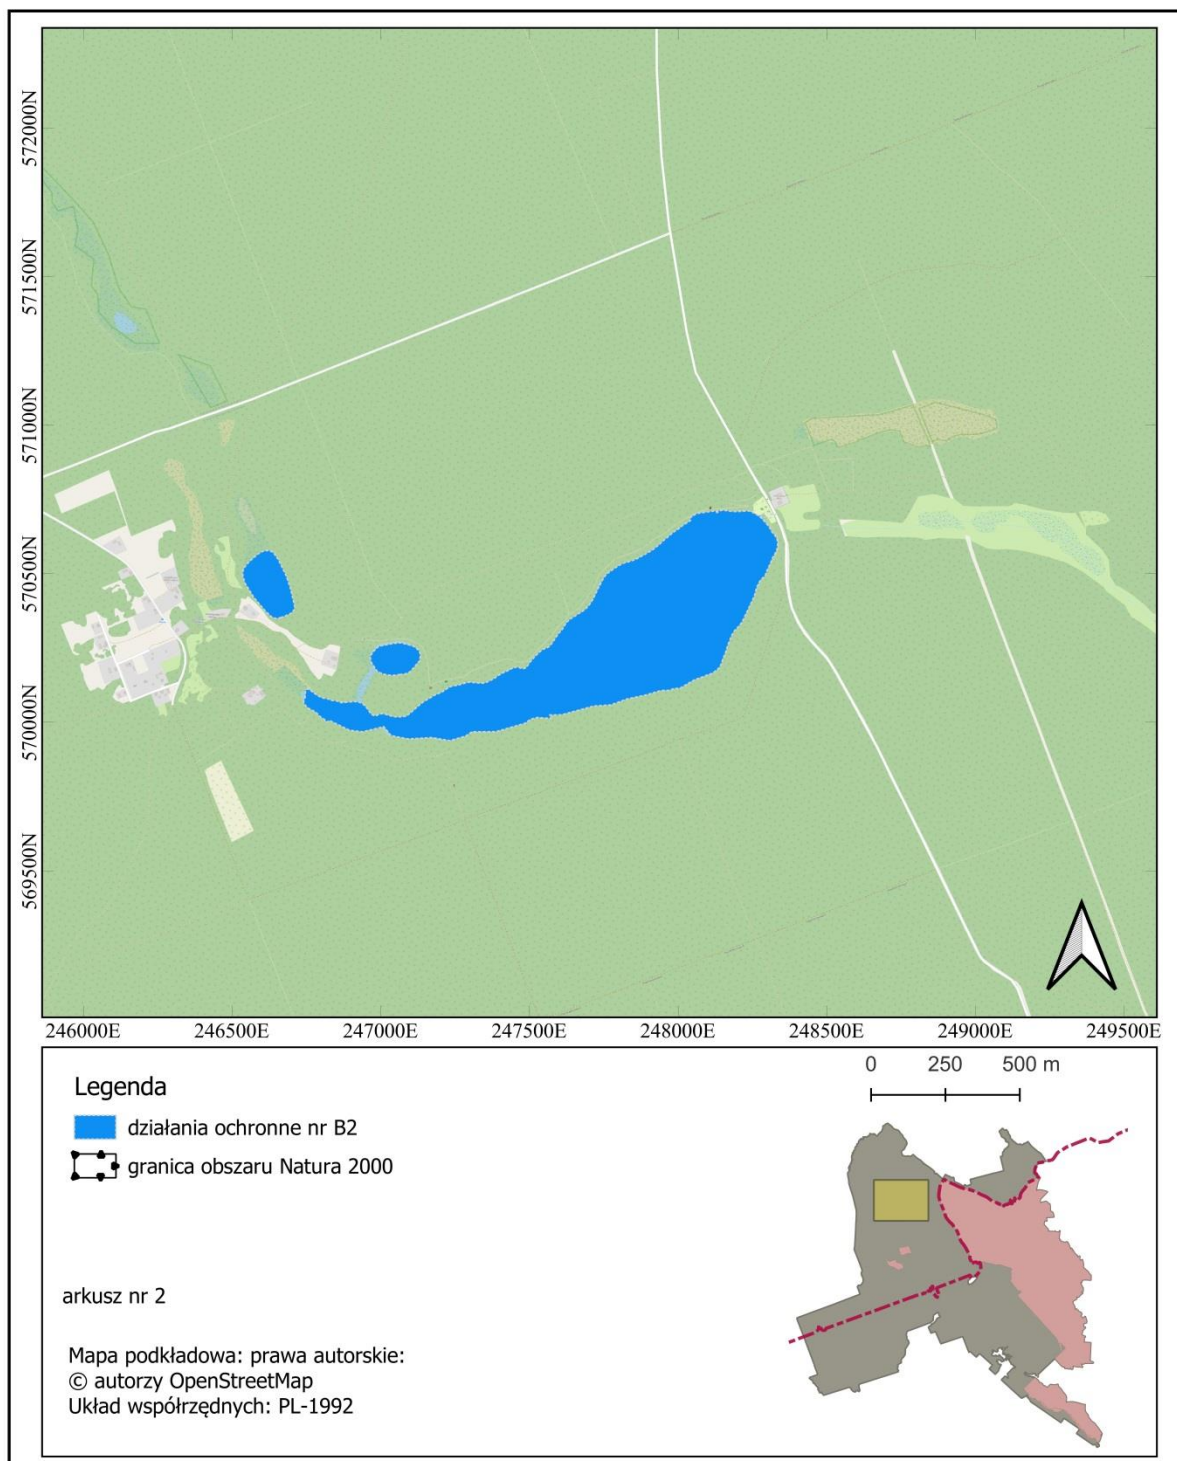 572000N
571500N
571000N
570500N
570000N
569500N
246000E 246500E 247000E 247500E 248000E 248500E 249000E 249500E
Legenda
działania ochronne nr B2
granica obszaru Natura 2000
0 250 500 m
arkusz nr 2
Mapa podkładowa: prawa autorskie:
© autorzy OpenStreetMap
Układ współrzędnych: PL-1992